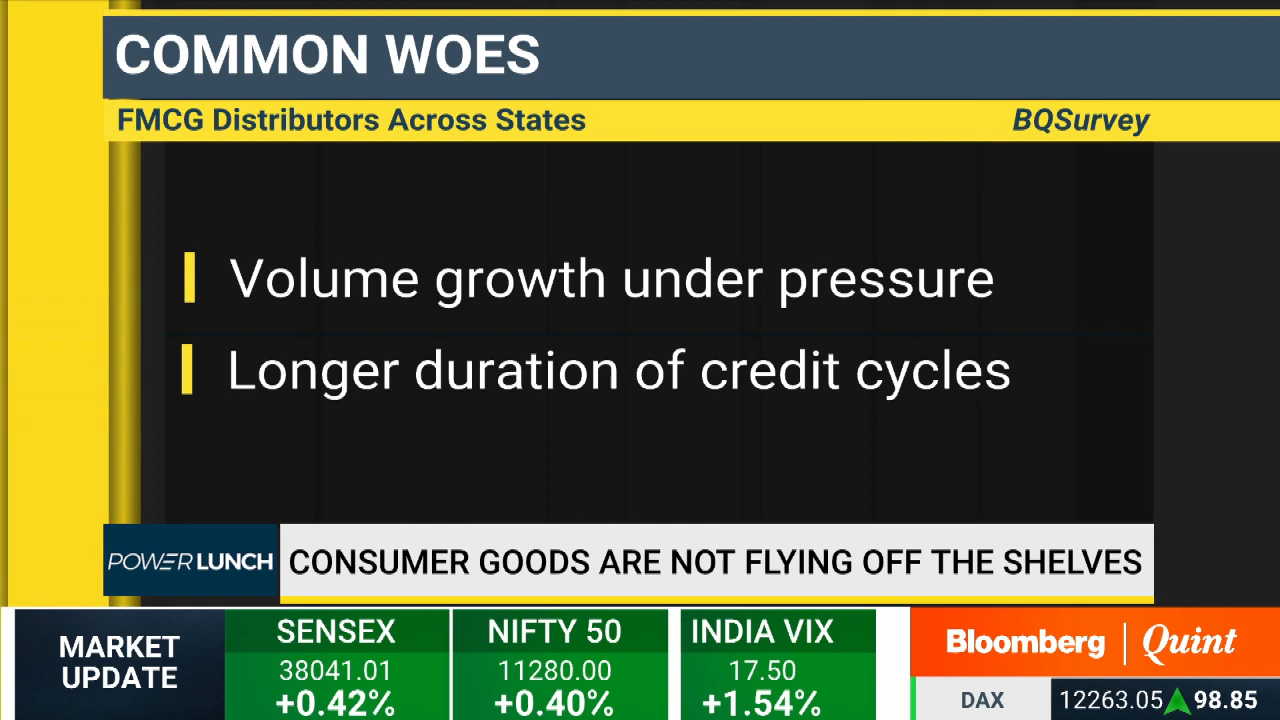 COMMON WOES
FMCG Distributors Across States
BQSurvey
Volume growth under pressure
Longer duration of credit cycles
POWER LUNCH
CONSUMER GOODS ARE NOT FLYING OFF THE SHELVES
MARKET
UPDATE
SENSEX
38041.01
+0.42%
NIFTY 50
11280.00
+0.40%
INDIA VIX
17.50
+1.54%
Bloomberg | Quint
DAX
12263.05 ▲ 98.85